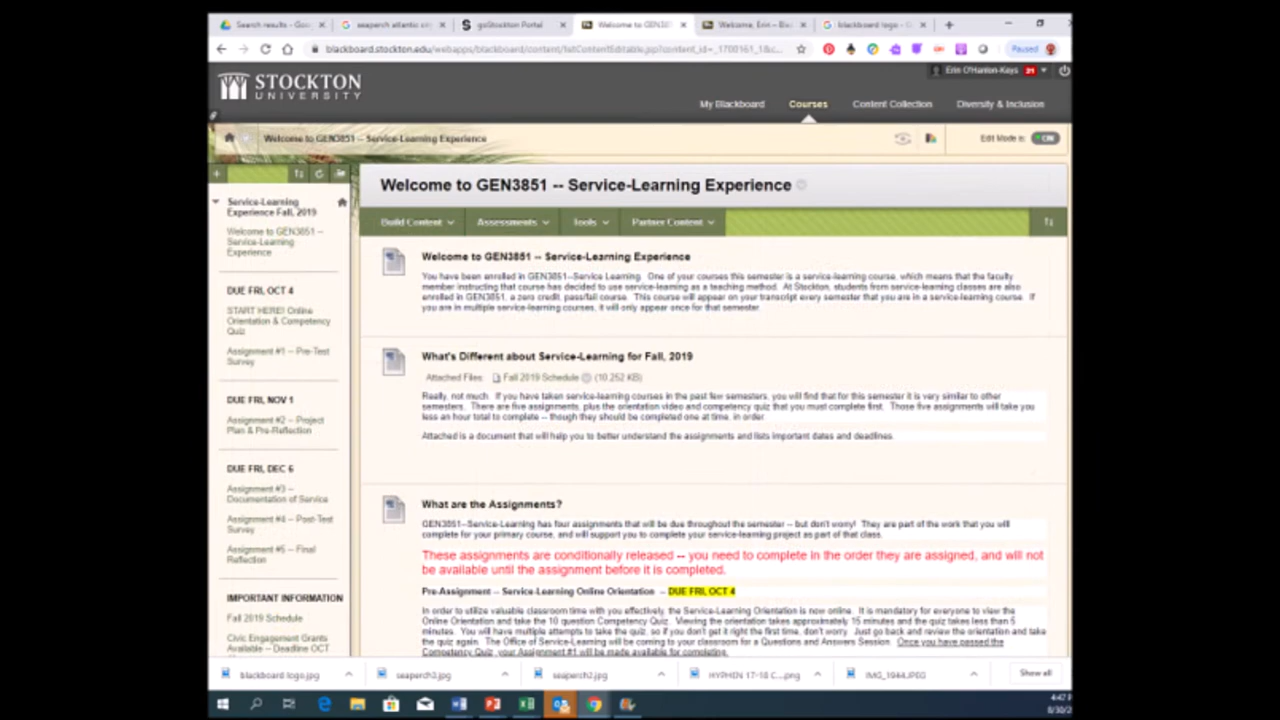 Search results - Goo
seaperch atlantic
goStockton Portal
Welcome to GEN38
Welcome, Erin – Bla
blackboard logo - G
blackboard.stockton.edu/webapps/blackboard/content/listContentEditable.jsp?content_id=_1700161_1&c...
Paused
STOCKTON
UNIVERSITY
Erin O'Hanlon-Kays 31
My Blackboard Courses Content Collection Diversity & Inclusion
Welcome to GEN3851 -- Service-Learning Experience
Edit Mode is: ON
Welcome to GEN3851 -- Service-Learning Experience
Build Content Assessments Tools Partner Content
Service-Learning
Experience Fall, 2019
Welcome to GEN3851 --
Service-Learning
Experience
DUE FRI, OCT 4
START HERE! Online
Orientation & Competency
Quiz
Assignment #1 -- Pre-Test
Survey
DUE FRI, NOV 1
Assignment #2 -- Project
Plan & Pre-Reflection
DUE FRI, DEC 6
Assignment #3 --
Documentation of Service
Assignment #4 -- Post-Test
Survey
Assignment #5 -- Final
Reflection
IMPORTANT INFORMATION
Fall 2019 Schedule
Civic Engagement Grants
Available -- Deadline OCT
Welcome to GEN3851 -- Service-Learning Experience
You have been enrolled in GEN3851--Service Learning. One of your courses this semester is a service-learning course, which means that the faculty
member instructing that course has decided to use service-learning as a teaching method. At Stockton, students from service-learning classes are also
enrolled in GEN3851, a zero credit, pass/fail course. This course will appear on your transcript every semester that you are in a service-learning course. If
you are in multiple service-learning courses, it will only appear once for that semester.
What's Different about Service-Learning for Fall, 2019
Attached Files: Fall 2019 Schedule (10.252 KB)
Really, not much. If you have taken service-learning courses in the past few semesters, you will find that for this semester it is very similar to other
semesters. There are five assignments, plus the orientation video and competency quiz that you must complete first. Those five assignments will take you
less an hour total to complete -- though they should be completed one at time, in order.
Attached is a document that will help you to better understand the assignments and lists important dates and deadlines.
What are the Assignments?
GEN3851--Service-Learning has four assignments that will be due throughout the semester -- but don't worry! They are part of the work that you will
complete for your primary course, and will support you to complete your service-learning project as part of that class.
These assignments are conditionally released -- you need to complete in the order they are assigned, and will not
be available until the assignment before it is completed.
Pre-Assignment -- Service-Learning Online Orientation -- DUE FRI, OCT 4
In order to utilize valuable classroom time with you effectively, the Service-Learning Orientation is now online. It is mandatory for everyone to view the
Online Orientation and take the 10 question Competency Quiz. Viewing the orientation takes approximately 15 minutes and the quiz takes less than 5
minutes. You will have multiple attempts to take the quiz, so if you don't get it right the first time, don't worry. Just go back and review the orientation and take
the quiz again. The Office of Service-Learning will be coming to your classroom for a Questions and Answers Session. Once you have passed the
Competency Quiz, your Assignment #1 will be made available for completing.
blackboard logo.jpg
seaperch3.jpg
seaperch2.jpg
HYPHEN 17-18 C....png
IMG_1944.JPEG
Show all
4:47 P
8/30/2